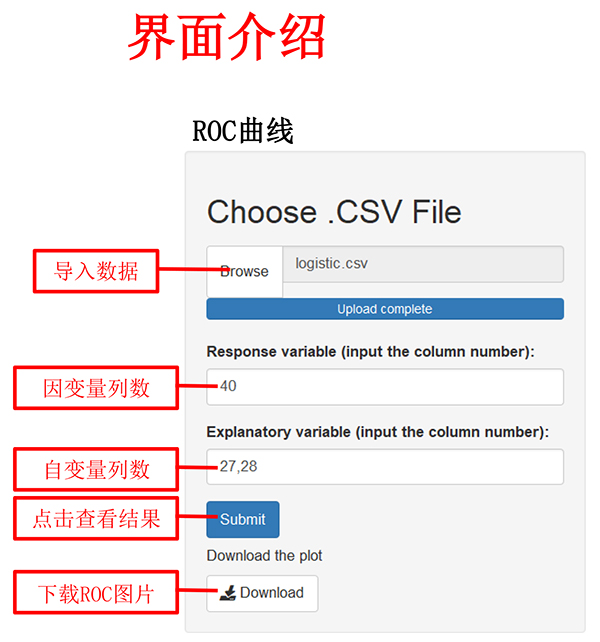 界面介绍
ROC曲线
Choose .CSV File
导入数据
Browse
logistic.csv
Upload complete
Response variable (input the column number):
因变量列数
40
Explanatory variable (input the column number):
自变量列数
27,28
点击查看结果
Submit
Download the plot
下载ROC图片
Download